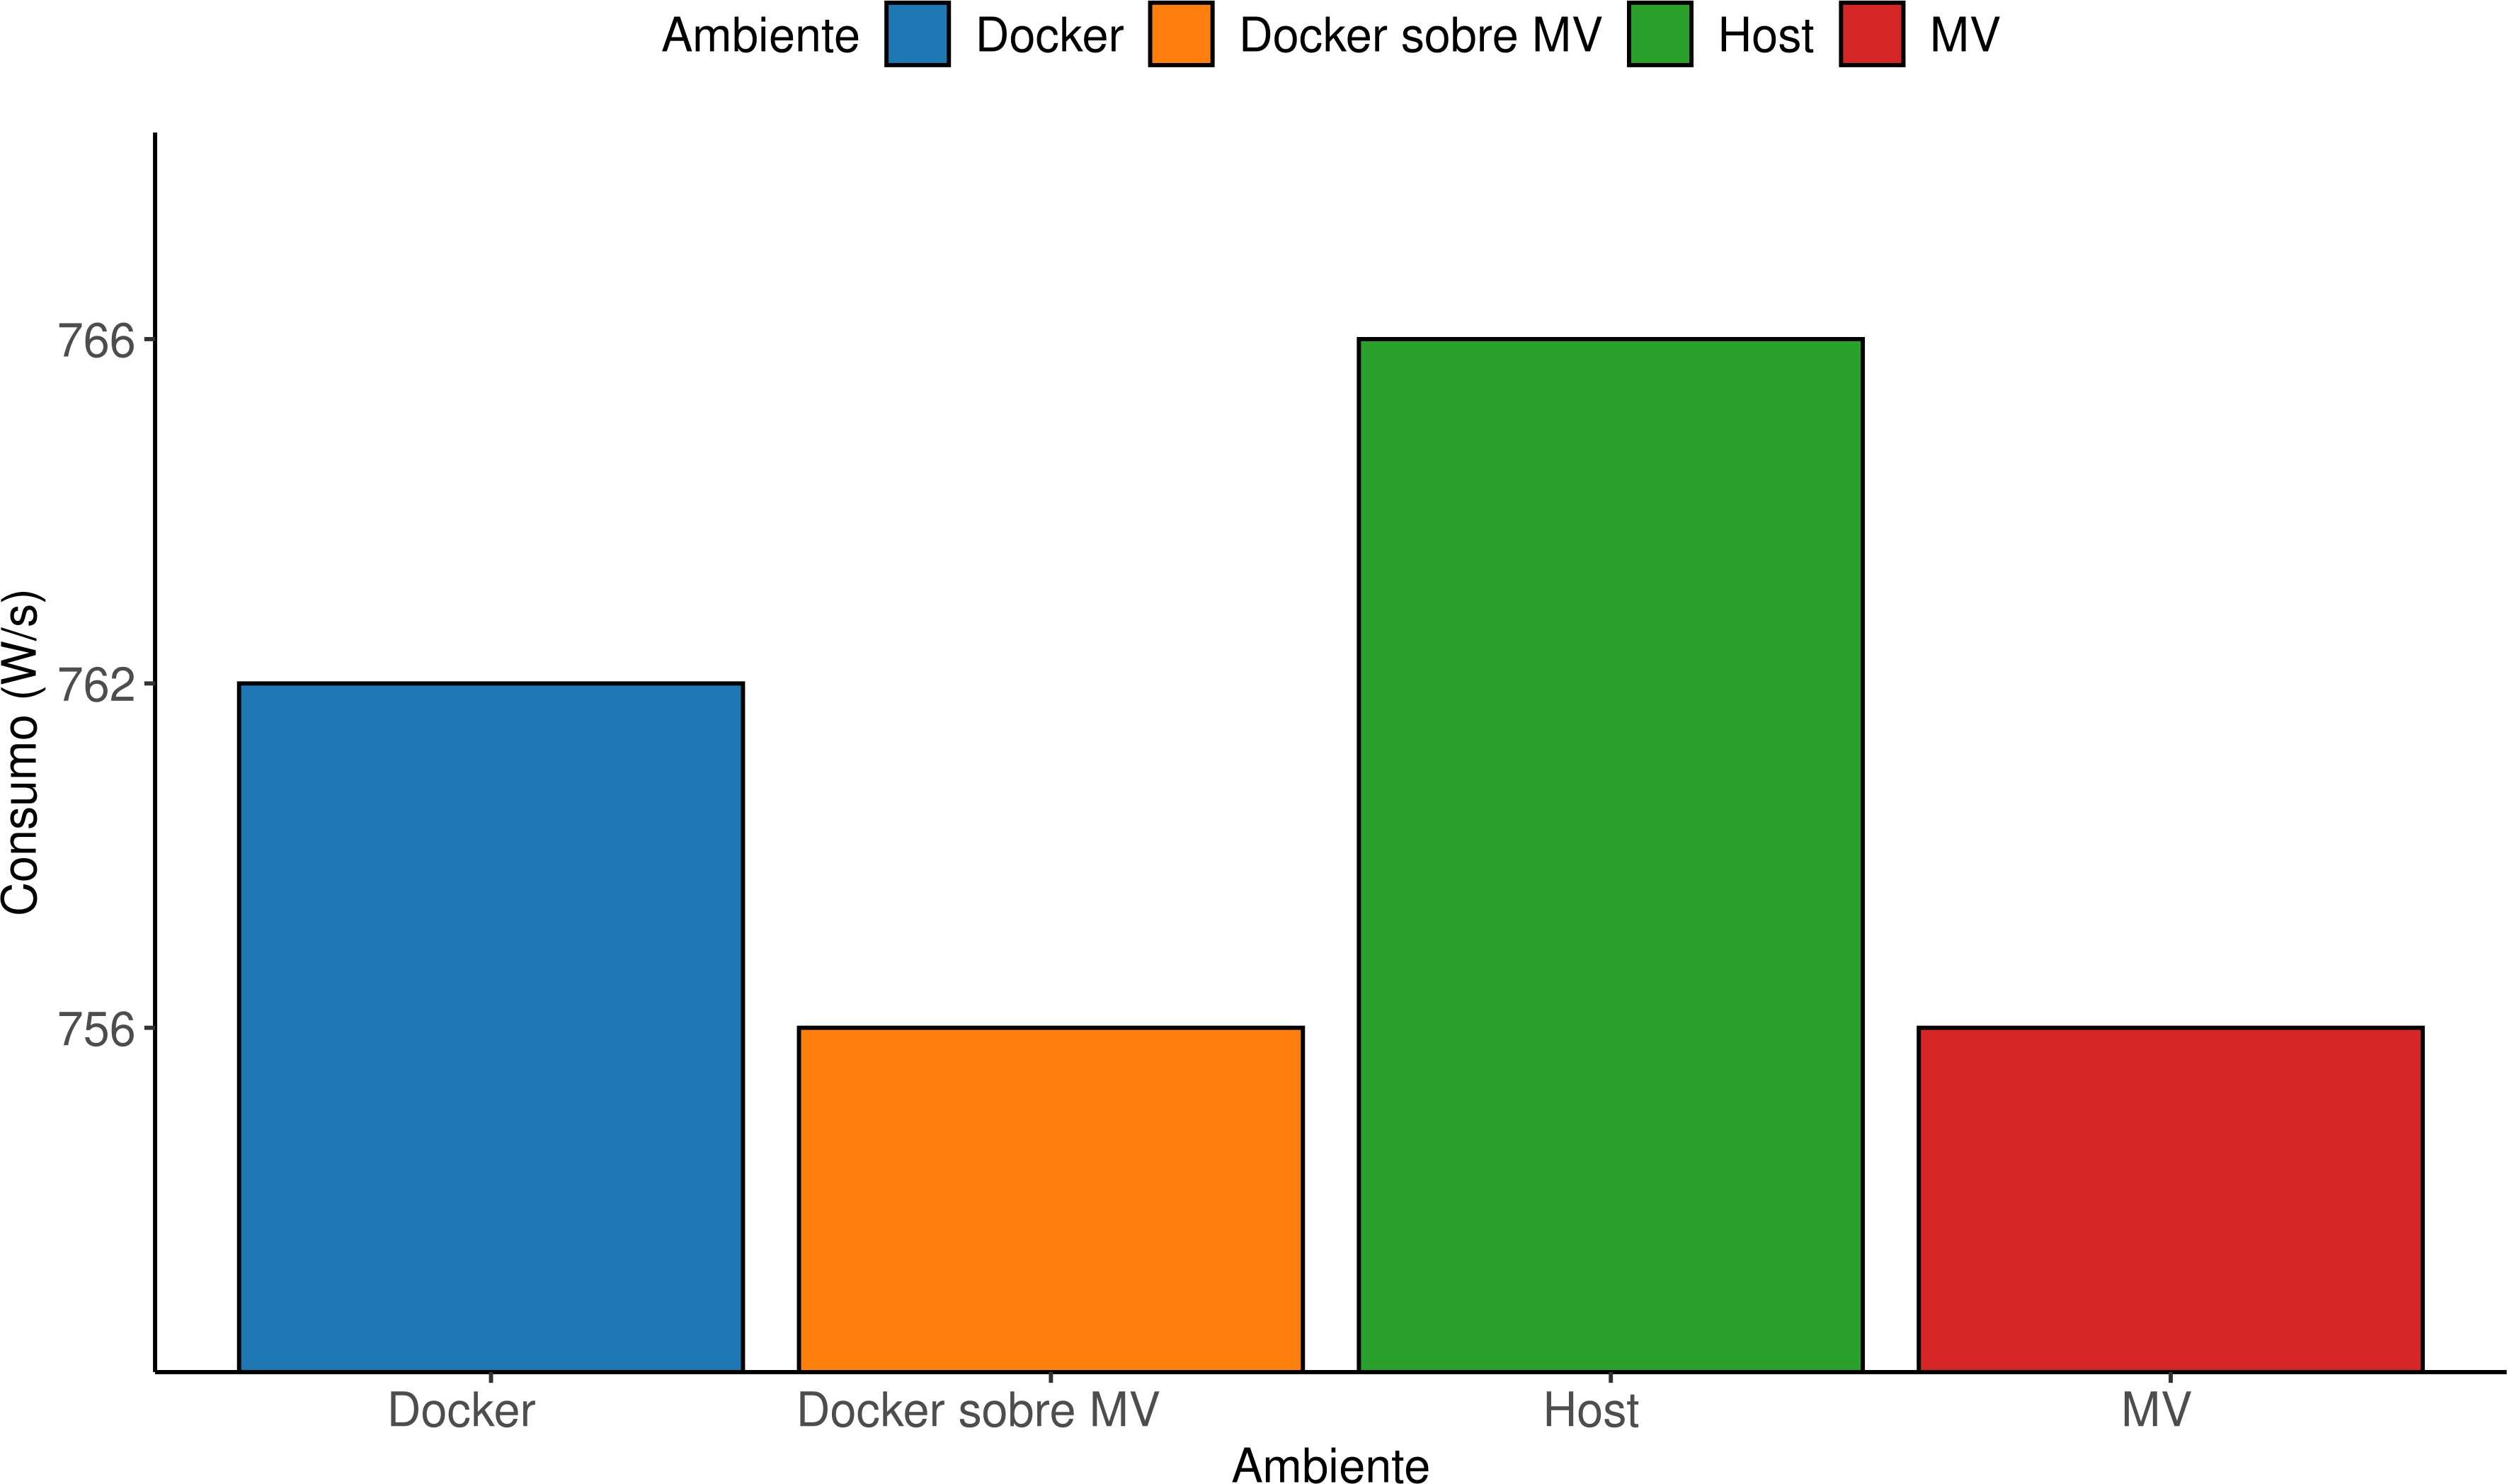 Ambiente Docker Docker sobre MV Host MV
766
762
756
Consumo (W/s)
Docker Docker sobre MV Host MV
Ambiente